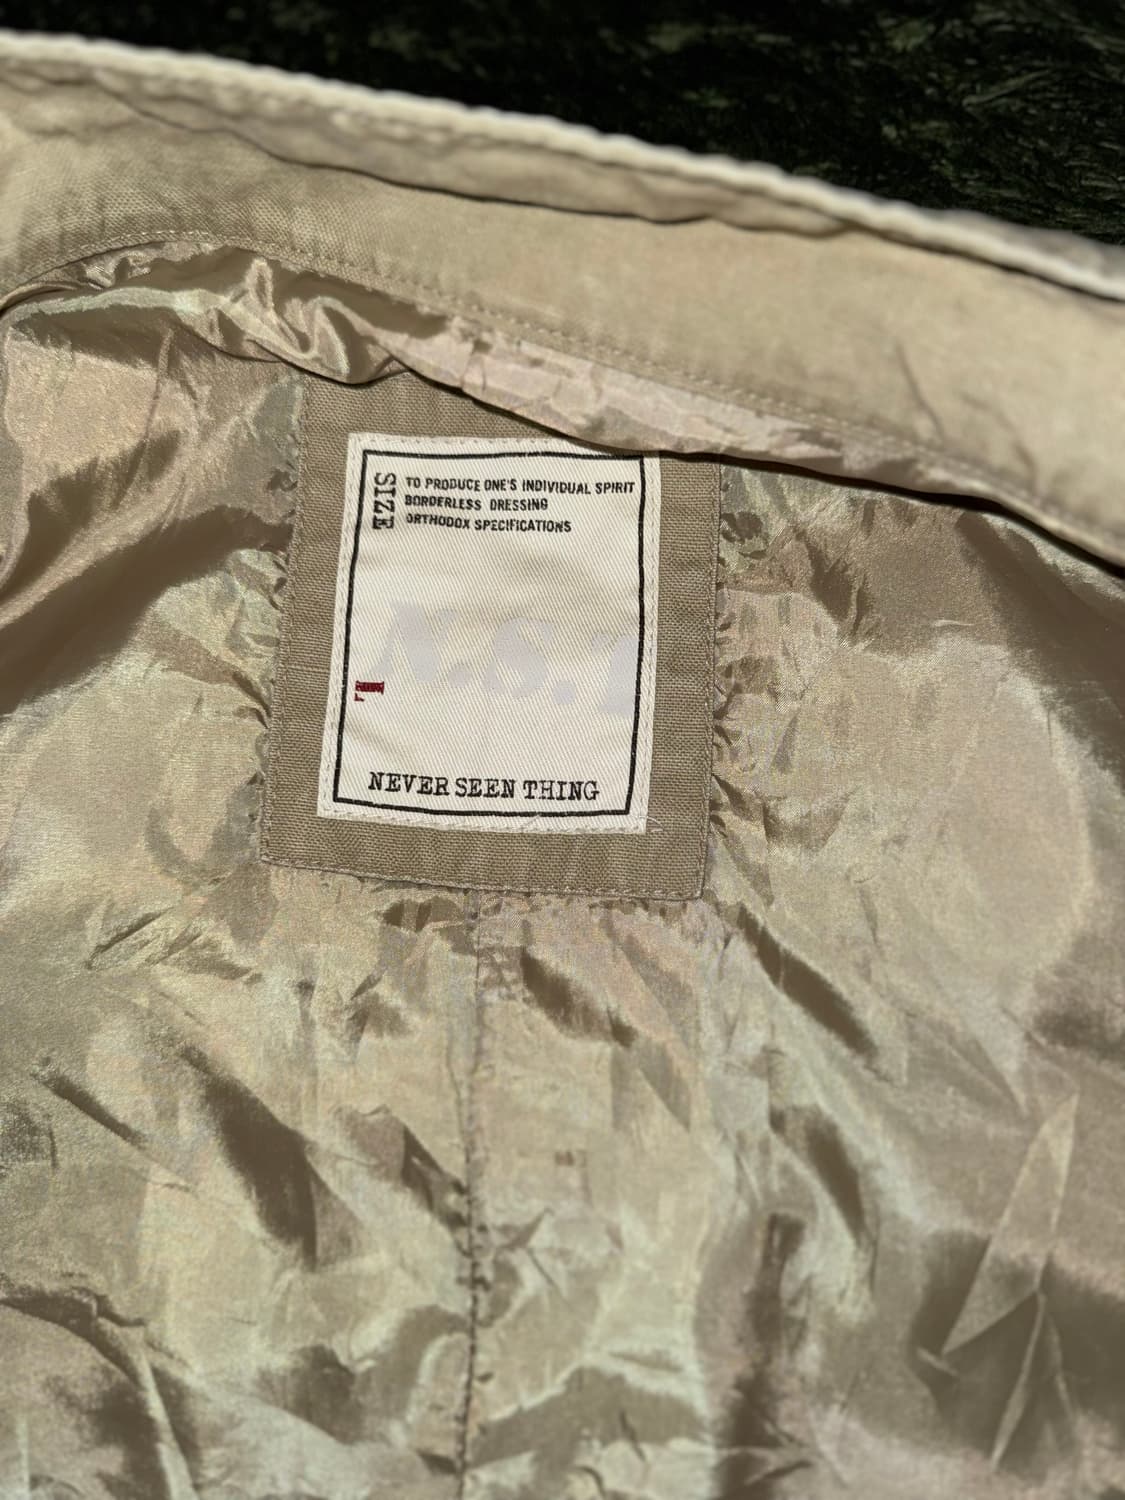 SIZE
TO PRODUCE ONE'S INDIVIDUAL SPIRIT
BORDERLESS DRESSING
ORTHODOX SPECIFICATIONS
N.S.T
NEVER SEEN THING